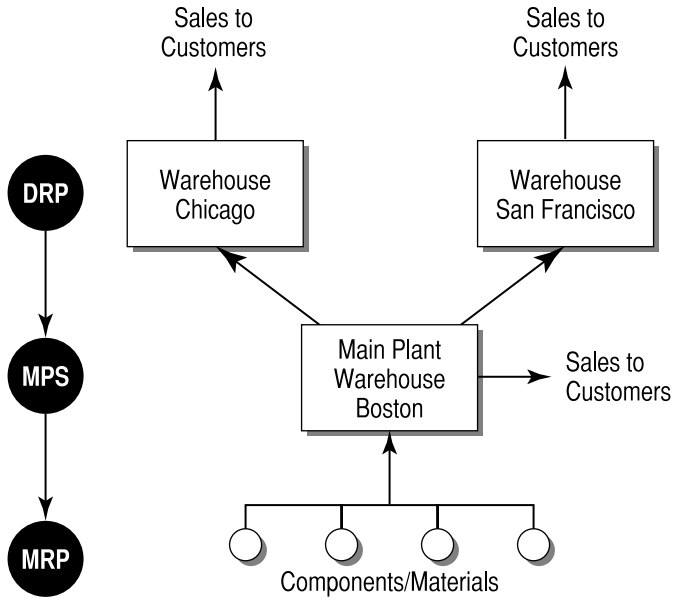 Sales to
Customers
Sales to
Customers
DRP
Warehouse
Chicago
Warehouse
San Francisco
MPS
Main Plant
Warehouse
Boston
Sales to
Customers
MRP
Components/Materials